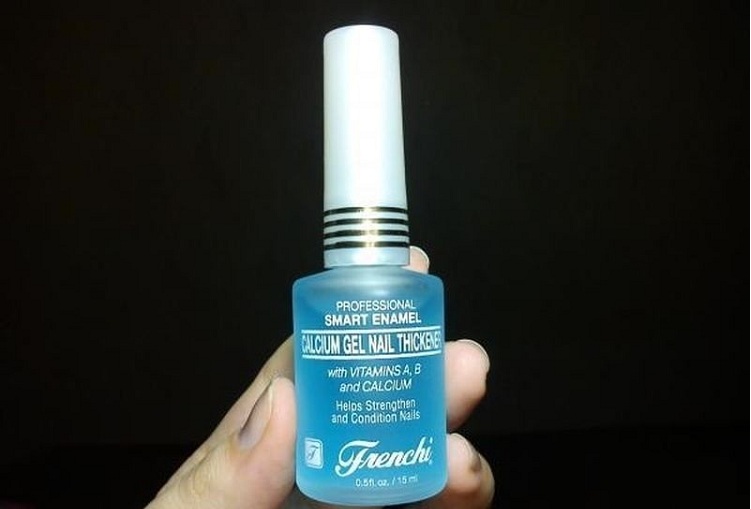 PROFESSIONAL
SMART ENAMEL
CALCIUM GEL NAIL THICKENER
with VITAMINS A, B
and CALCIUM
Helps Strengthen
and Condition Nails
Frenchi
0.5fl.oz. / 15 ml